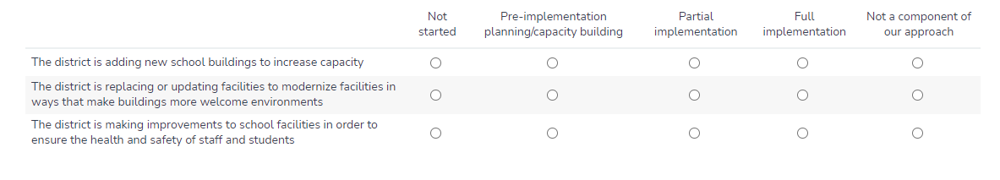 Not started
Pre-implementation planning/capacity building
Partial implementation
Full implementation
Not a component of our approach
The district is adding new school buildings to increase capacity
The district is replacing or updating facilities to modernize facilities in
ways that make buildings more welcome environments
The district is making improvements to school facilities in order to
ensure the health and safety of staff and students